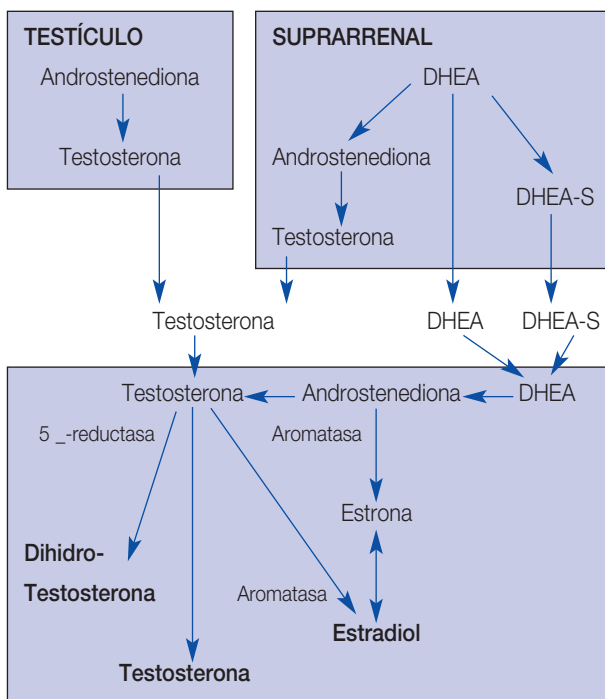 TESTÍCULO
Androstenediona
Testosterona
SUPRARRENAL
DHEA
Androstenediona
DHEA-S
Testosterona
Testosterona
DHEA
DHEA-S
Testosterona
Androstenediona
DHEA
5 _-reductasa
Aromatasa
Estrona
Dihidro-
Testosterona
Aromatasa
Estradiol
Testosterona